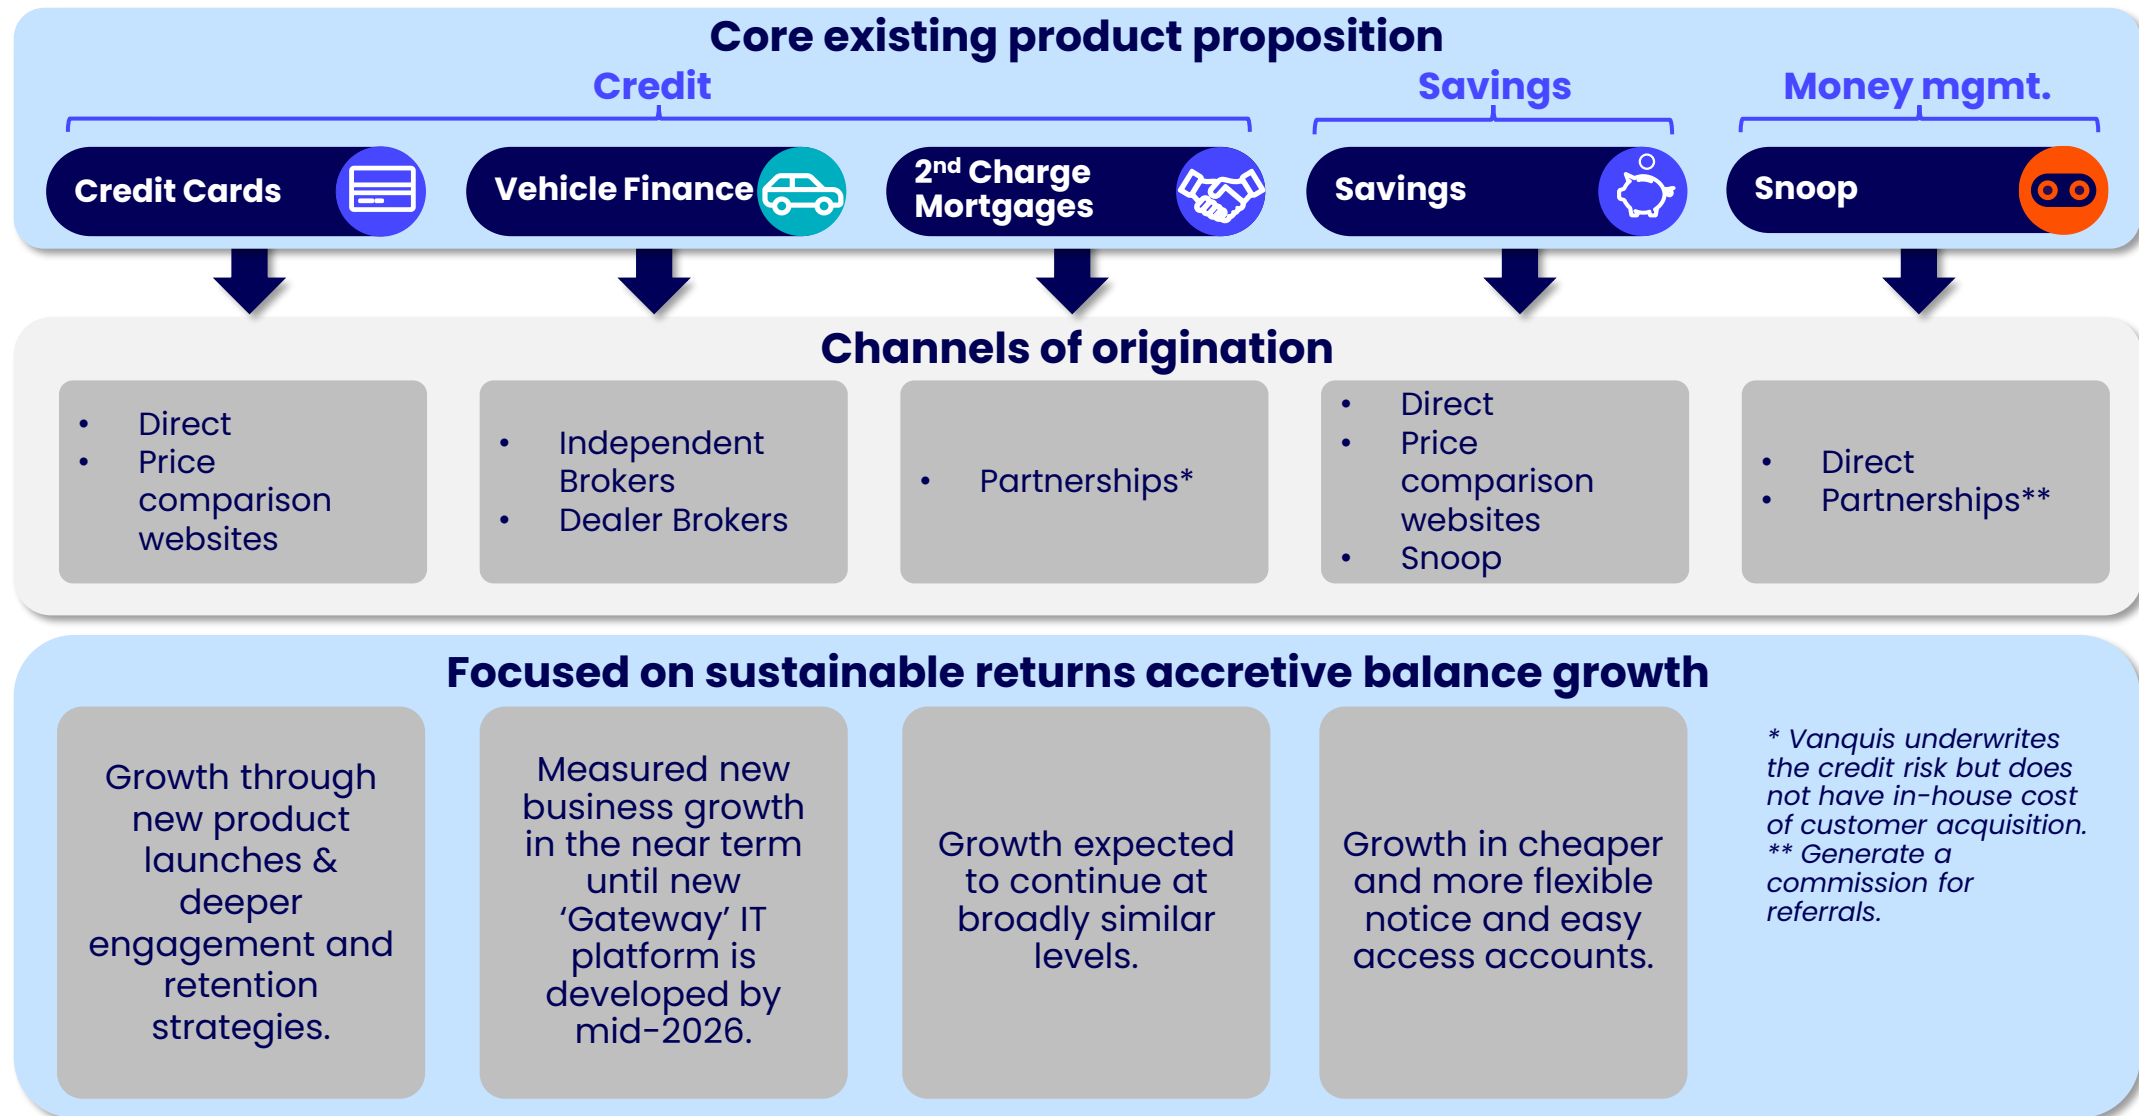 Core existing product proposition
Credit
Savings
Money mgmt.
Credit Cards
Vehicle Finance
2nd Charge
Mortgages
Savings
Snoop
Channels of origination
• Direct
• Price
comparison
websites
• Independent
Brokers
• Dealer Brokers
• Partnerships*
• Direct
• Price
comparison
websites
• Snoop
• Direct
• Partnerships**
Focused on sustainable returns accretive balance growth
Growth through
new product
launches &
deeper
engagement and
retention
strategies.
Measured new
business growth
in the near term
until new
‘Gateway’ IT
platform is
developed by
mid-2026.
Growth expected
to continue at
broadly similar
levels.
Growth in cheaper
and more flexible
notice and easy
access accounts.
* Vanquis underwrites
the credit risk but does
not have in-house cost
of customer acquisition.
** Generate a
commission for
referrals.